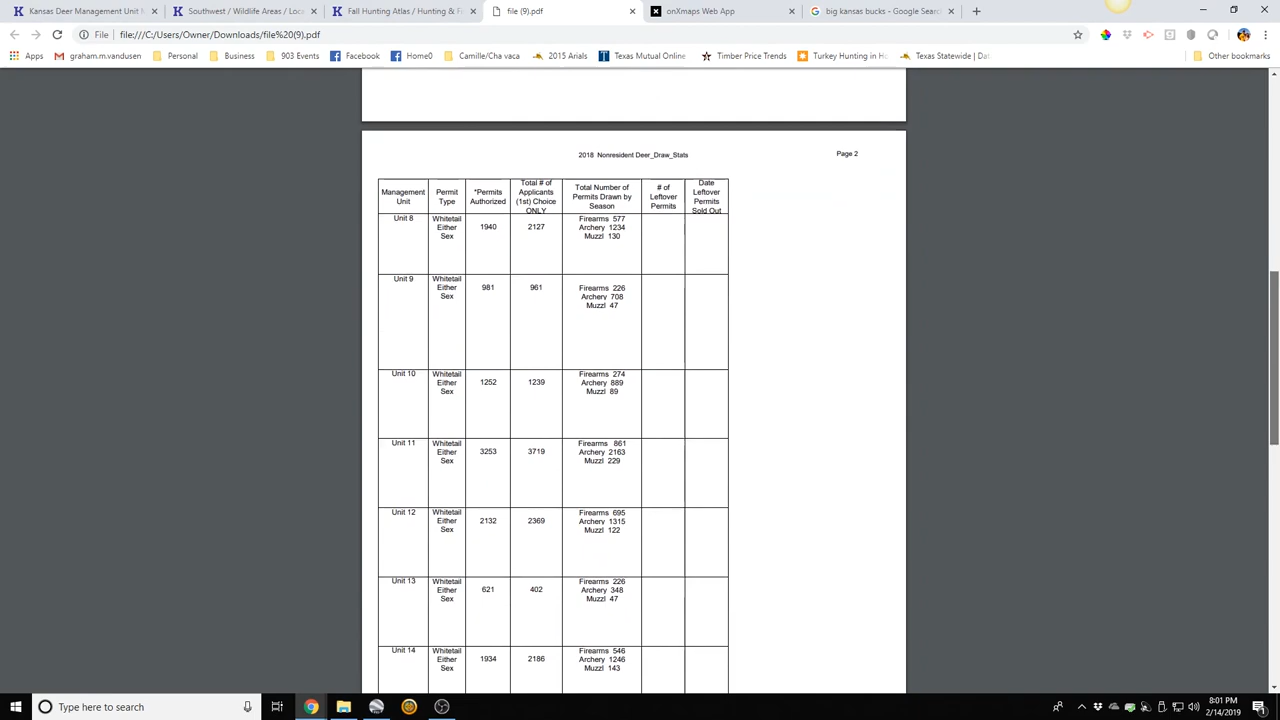 Kansas Deer Management Unit M
Southwest / Wildlife Areas / Loca
Fall Hunting Atlas / Hunting & Fi
file (9).pdf
onXmaps Web App
big kansas bucks - Google Searc
File
file:///C:/Users/Owner/Downloads/file%20(9).pdf
Apps
graham.m.vandusen
Personal
Business
903 Events
Facebook
Home0
Camille/Cha vaca
2015 Arials
Texas Mutual Online
Timber Price Trends
Turkey Hunting in Ho
Texas Statewide | Dat
Other bookmarks
2018 Nonresident Deer_Draw_Stats
Page 2
Management Unit
Permit Type
*Permits Authorized
Total # of Applicants (1st) Choice ONLY
Total Number of Permits Drawn by Season
# of Leftover Permits
Date Leftover Permits Sold Out
Unit 8
Whitetail Either Sex
1940
2127
Firearms 577
Archery 1234
Muzzl 130
Unit 9
Whitetail Either Sex
981
961
Firearms 226
Archery 708
Muzzl 47
Unit 10
Whitetail Either Sex
1252
1239
Firearms 274
Archery 889
Muzzl 89
Unit 11
Whitetail Either Sex
3253
3719
Firearms 861
Archery 2163
Muzzl 229
Unit 12
Whitetail Either Sex
2132
2369
Firearms 695
Archery 1315
Muzzl 122
Unit 13
Whitetail Either Sex
621
402
Firearms 226
Archery 348
Muzzl 47
Unit 14
Whitetail Either Sex
1934
2186
Firearms 546
Archery 1246
Muzzl 143
Type here to search
8:01 PM
2/14/2019